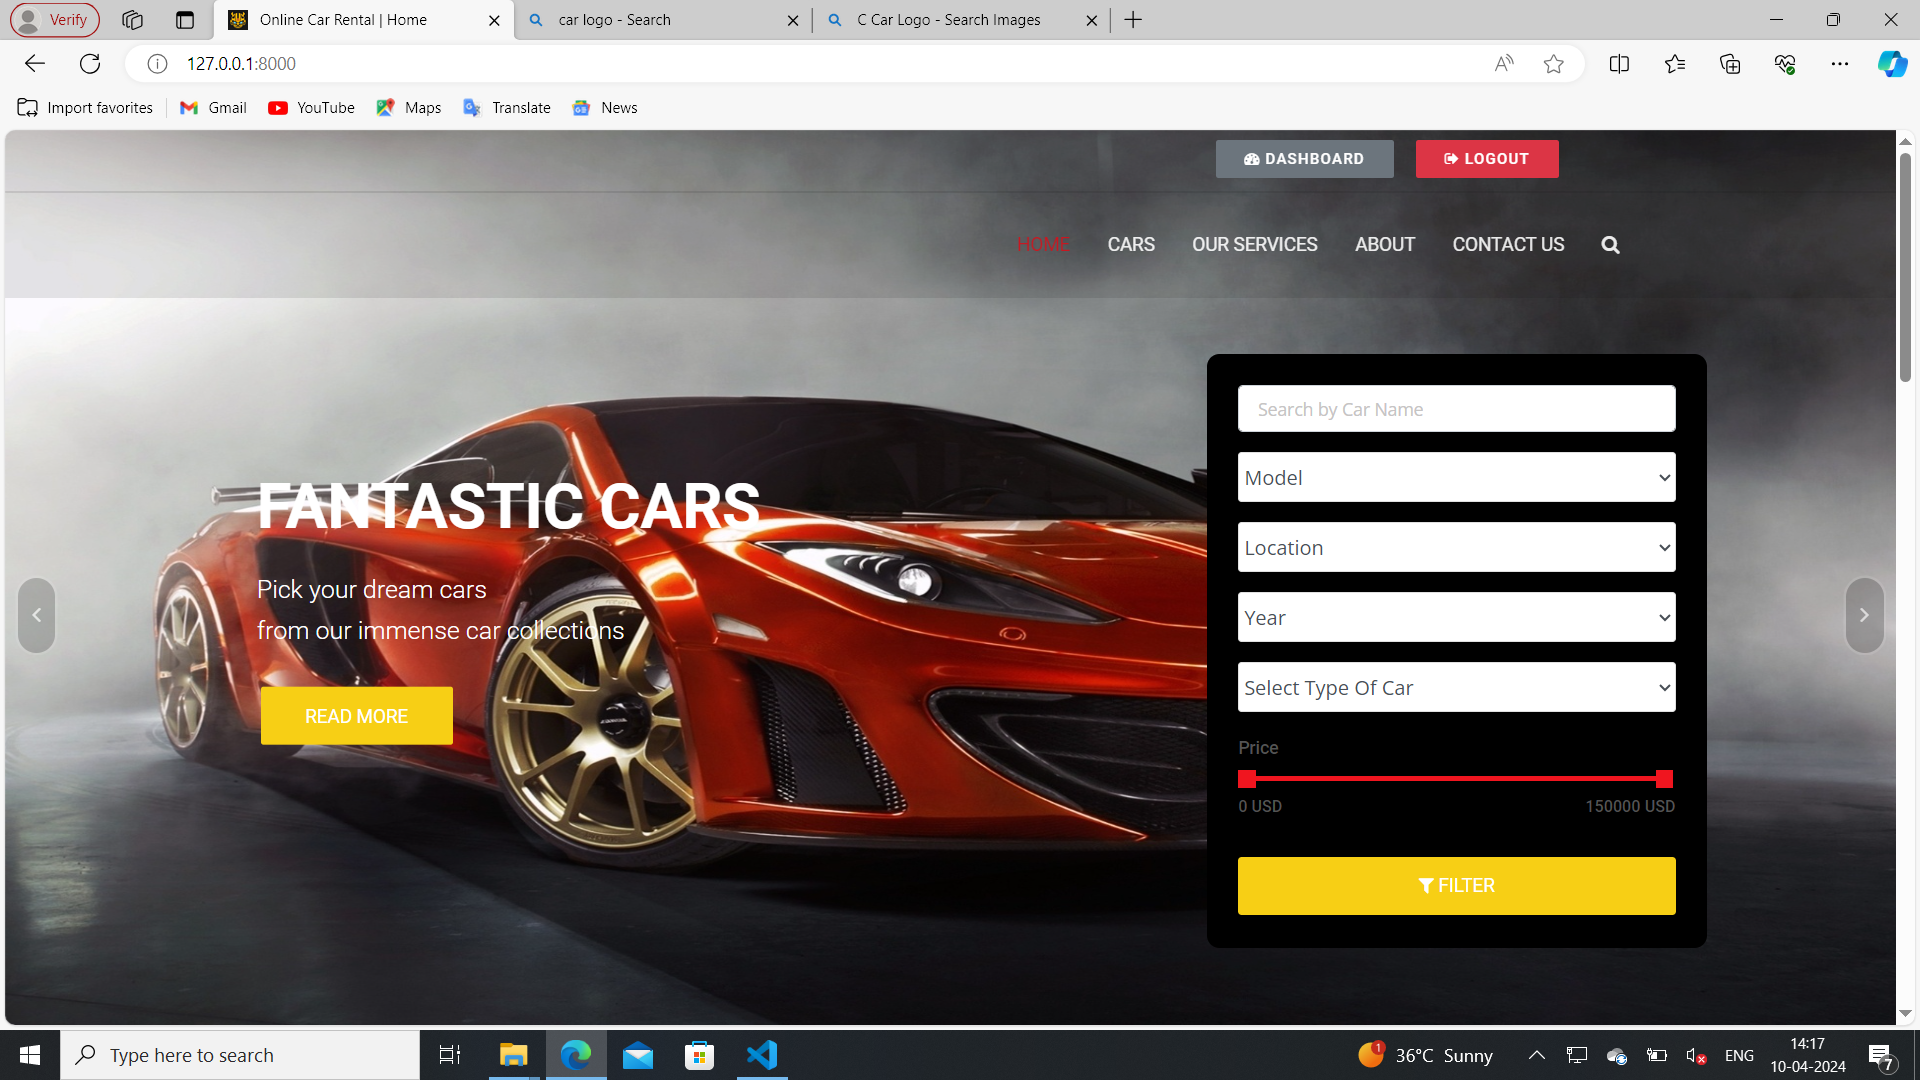 Verify
Online Car Rental | Home
car logo - Search
C Car Logo - Search Images
127.0.0.1:8000
Import favorites
Gmail
YouTube
Maps
Translate
News
DASHBOARD
LOGOUT
HOME
CARS
OUR SERVICES
ABOUT
CONTACT US
Search by Car Name
Model
Location
Year
Select Type Of Car
Price
0 USD
150000 USD
FILTER
FANTASTIC CARS
Pick your dream cars
from our immense car collections
READ MORE
Type here to search
1
36°C Sunny
ENG
14:17
10-04-2024
7